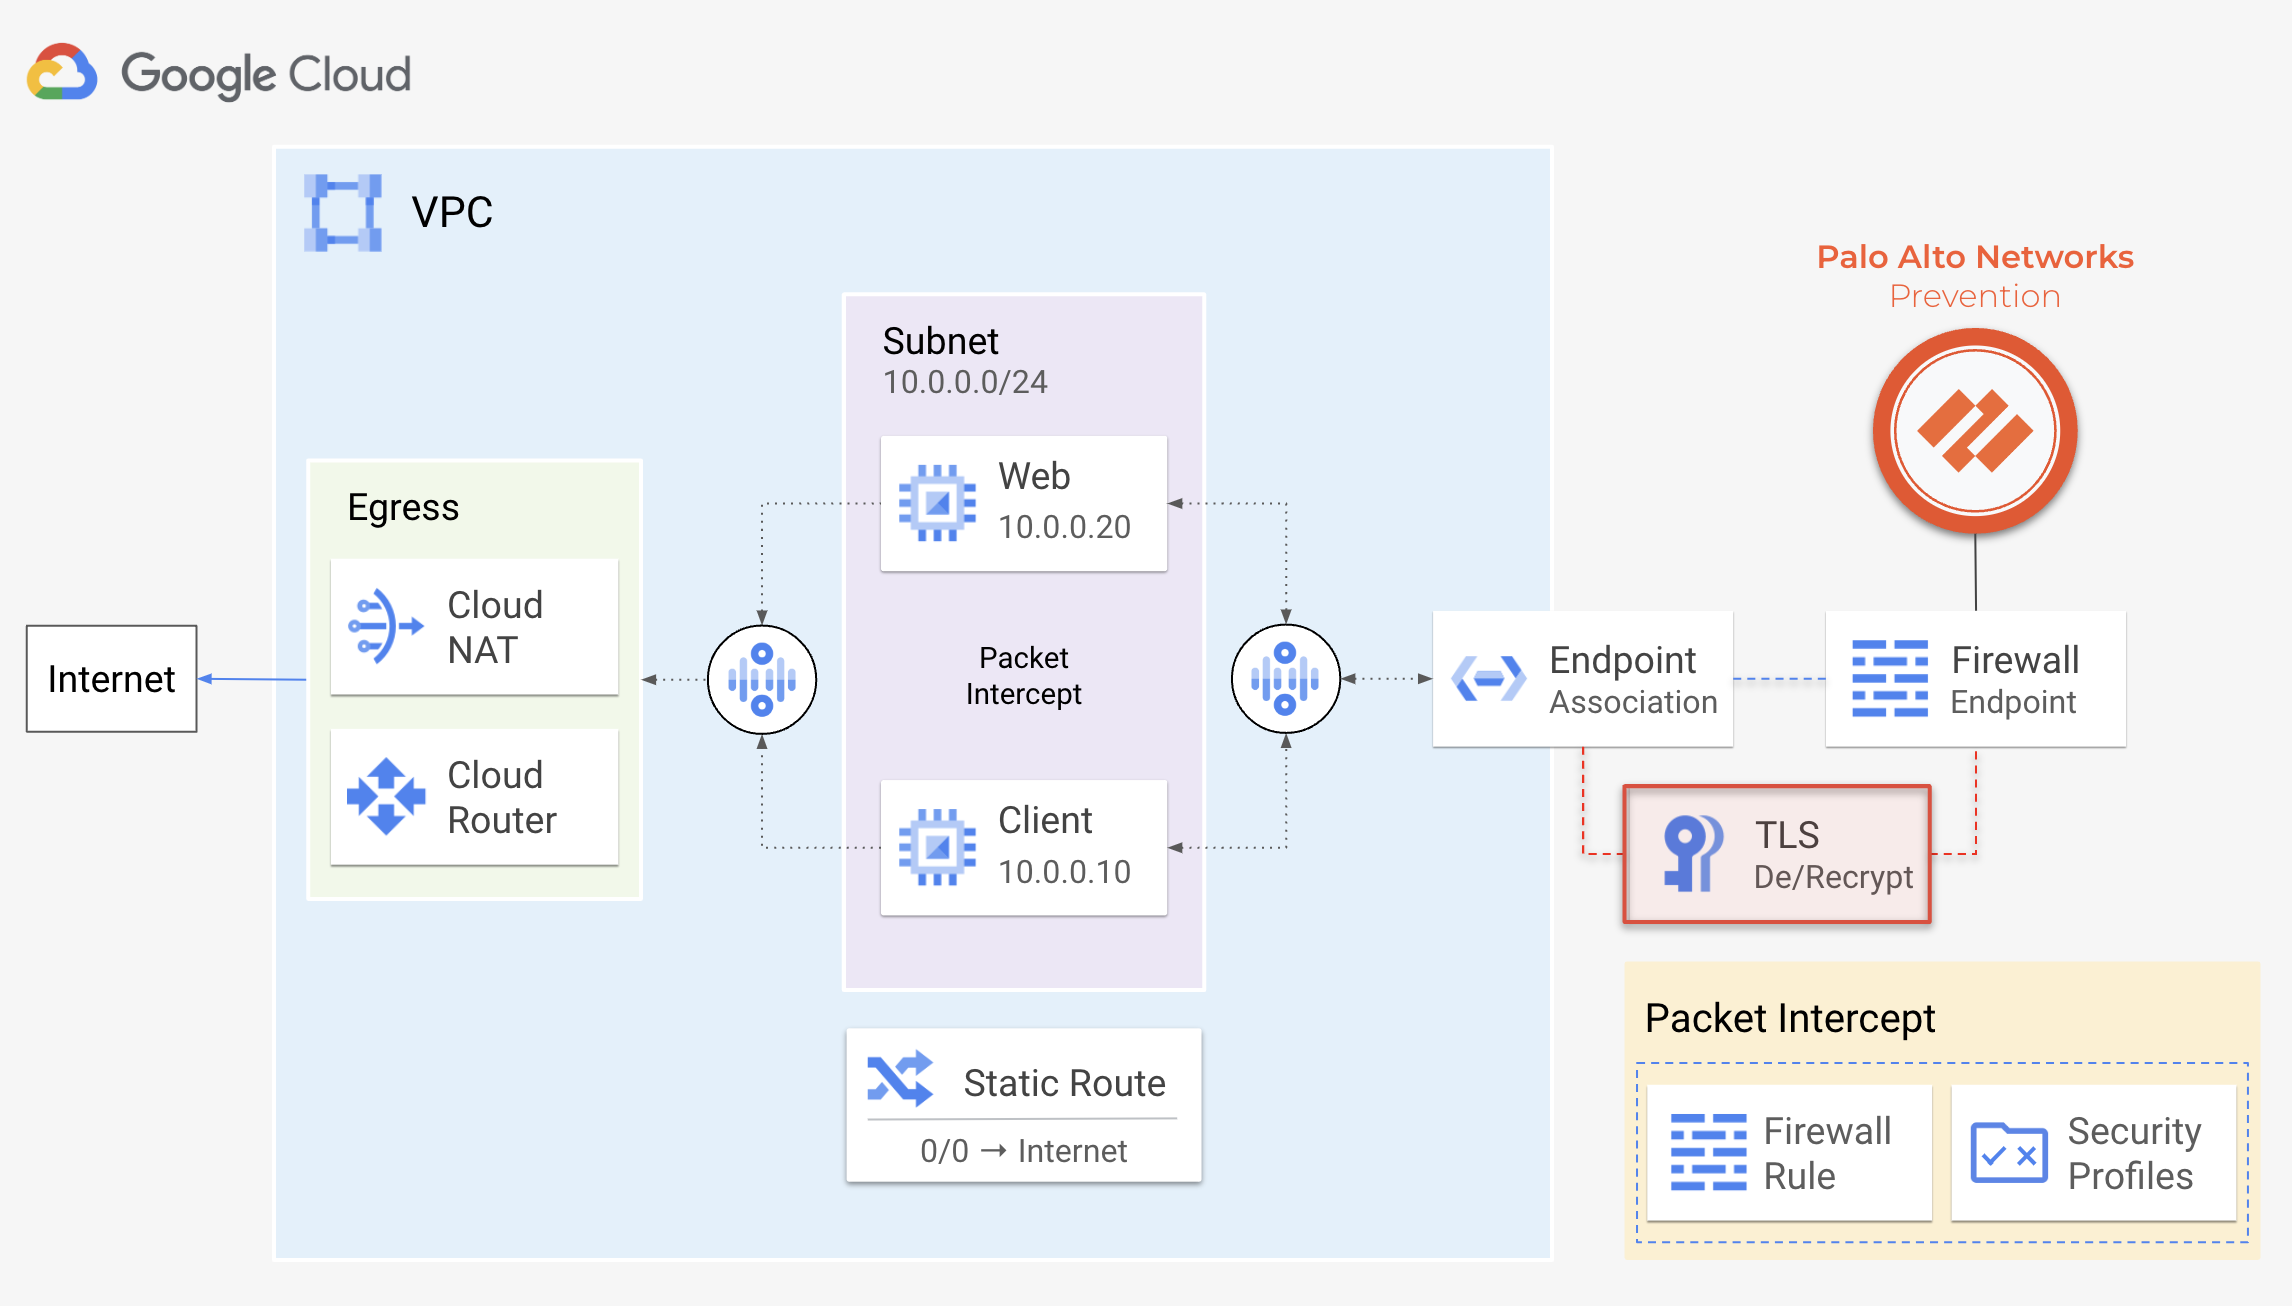 Google Cloud
VPC
Palo Alto Networks
Prevention
Subnet
10.0.0.0/24
Web
10.0.0.20
Egress
Cloud
NAT
Cloud
Router
Internet
Packet
Intercept
Client
10.0.0.10
Endpoint
Association
Firewall
Endpoint
TLS
De/Recrypt
Static Route
0/0 → Internet
Packet Intercept
Firewall
Rule
Security
Profiles